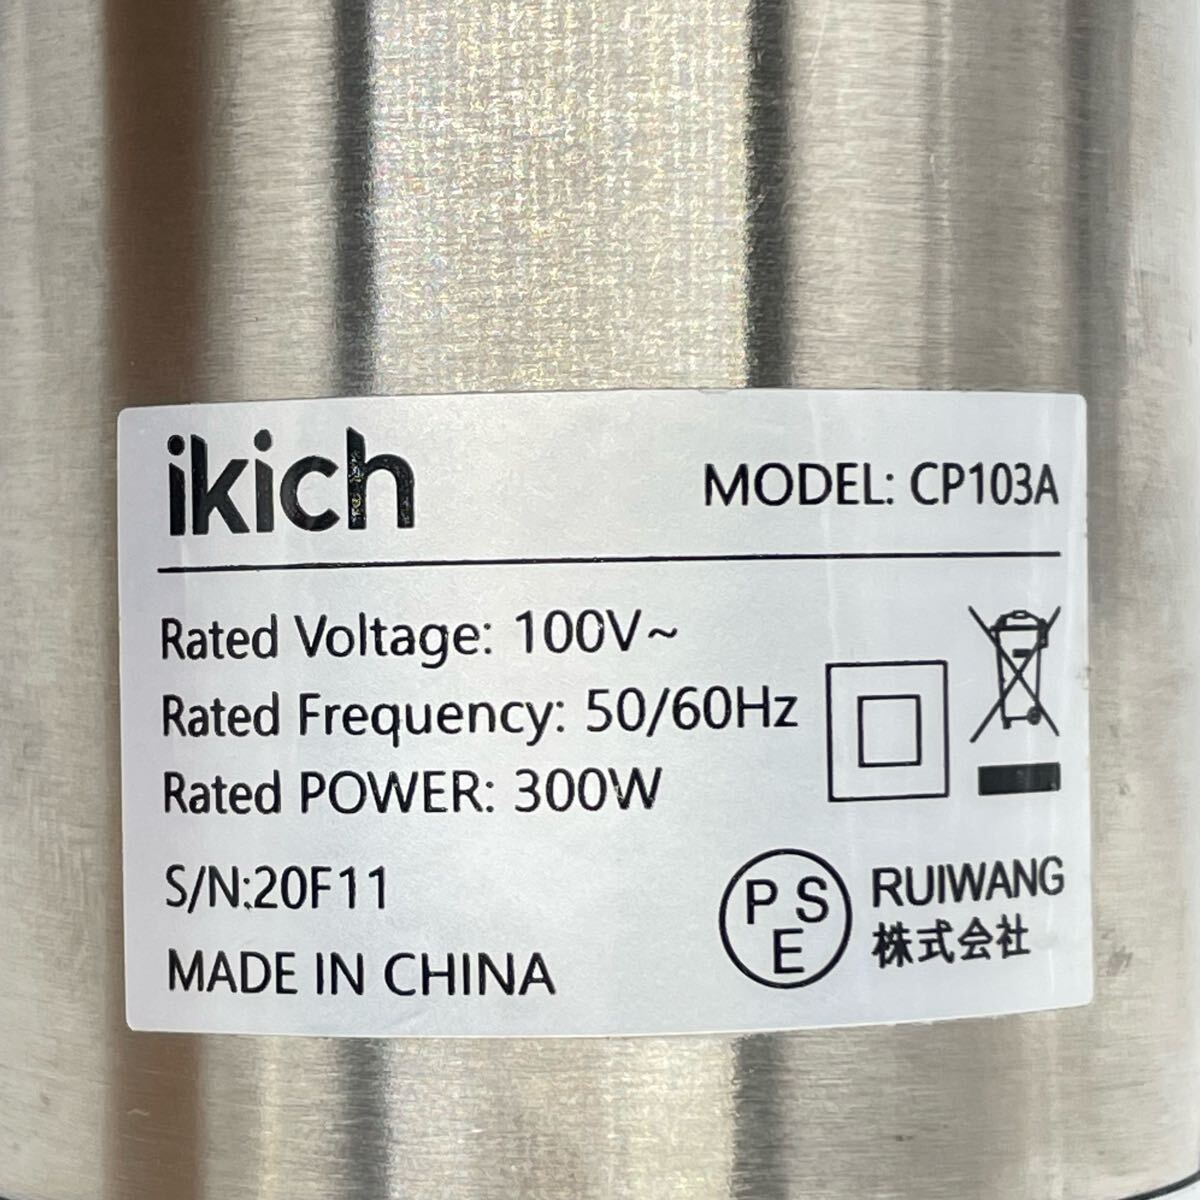 ikich
MODEL: CP103A
Rated Voltage: 100V~
Rated Frequency: 50/60Hz
Rated POWER: 300W
S/N:20F11
MADE IN CHINA
PSE
RUIWANG
株式会社